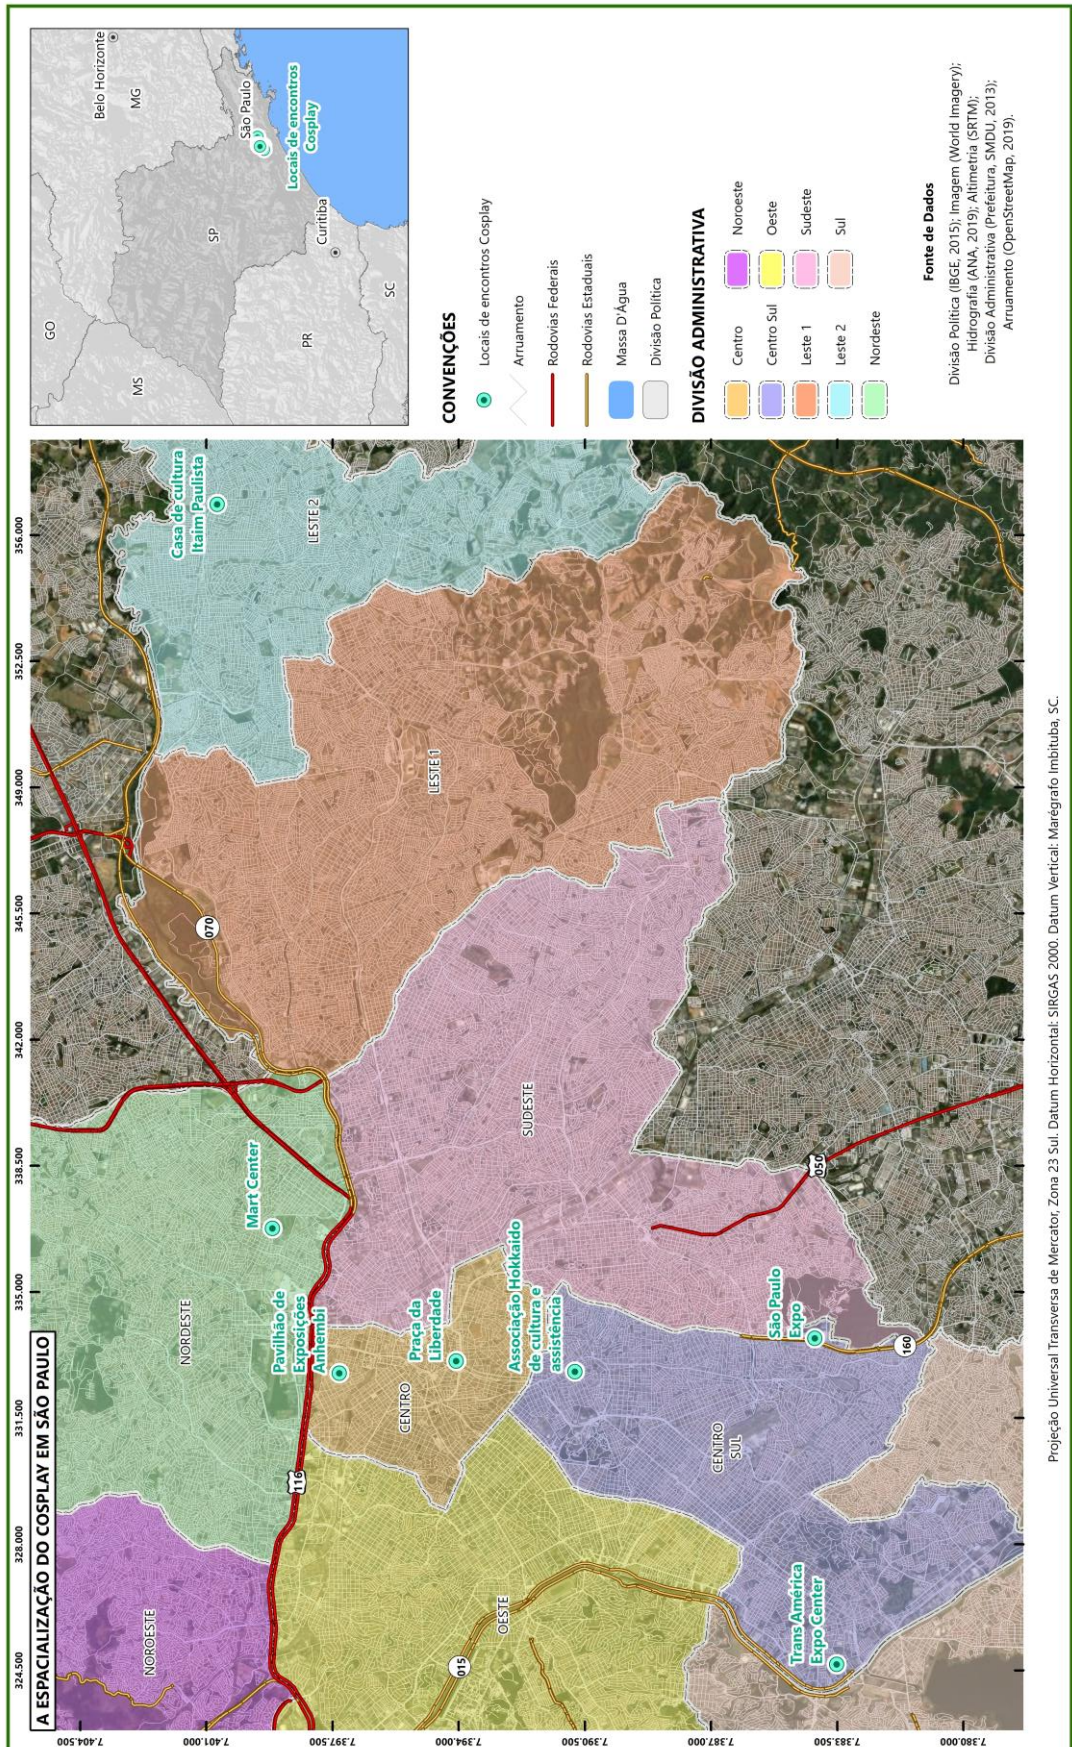 A ESPACIALIZAÇÃO DO COSPLAY EM SÃO PAULO
324.500
328.000
331.500
335.000
338.500
342.000
345.500
349.000
352.500
356.000
7.404.500
7.401.000
7.397.500
7.394.000
7.390.500
7.387.000
7.383.500
7.380.000
NOROESTE
NORDESTE
Mart Center
Pavilhão de
Exposições
Anhembi
116
070
Casa de cultura
Itaim Paulista
LESTE 2
LESTE 1
CENTRO
Praça da
Liberdade
Associação Hokkaido
de cultura e
assistência
SUDESTE
OESTE
015
CENTRO
SUL
São Paulo
Expo
050
160
Trans América
Expo Center
GO
MS
MG
Belo Horizonte
SP
São Paulo
Locais de encontros
Cosplay
PR
Curitiba
SC
CONVENÇÕES
Locais de encontros Cosplay
Arruamento
Rodovias Federais
Rodovias Estaduais
Massa D'Água
Divisão Política
DIVISÃO ADMINISTRATIVA
Centro
Centro Sul
Leste 1
Leste 2
Nordeste
Noroeste
Oeste
Sudeste
Sul
Fonte de Dados
Divisão Política (IBGE, 2015); Imagem (World Imagery);
Hidrografia (ANA, 2019); Altimetria (SRTM);
Divisão Administrativa (Prefeitura, SMDU, 2013);
Arruamento (OpenStreetMap, 2019).
Projeção Universal Transversa de Mercator, Zona 23 Sul. Datum Horizontal: SIRGAS 2000. Datum Vertical: Marégrafo Imbituba, SC.